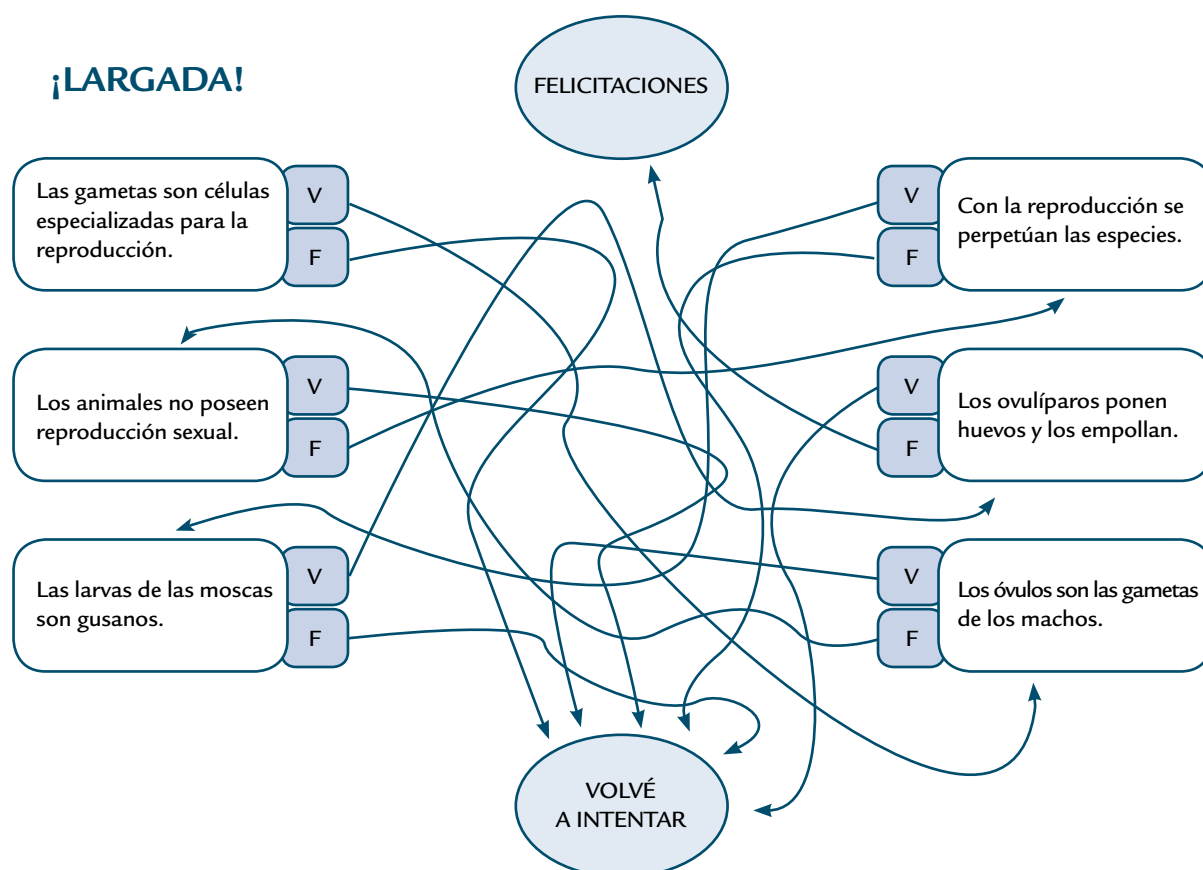 ¡LARGADA!
FELICITACIONES
Las gametas son células
especializadas para la
reproducción.
V
F
Con la reproducción se
perpetúan las especies.
V
F
Los animales no poseen
reproducción sexual.
V
F
Los ovulíparos ponen
huevos y los empollan.
V
F
Las larvas de las moscas
son gusanos.
V
F
Los óvulos son las gametas
de los machos.
V
F
VOLVÉ
A INTENTAR